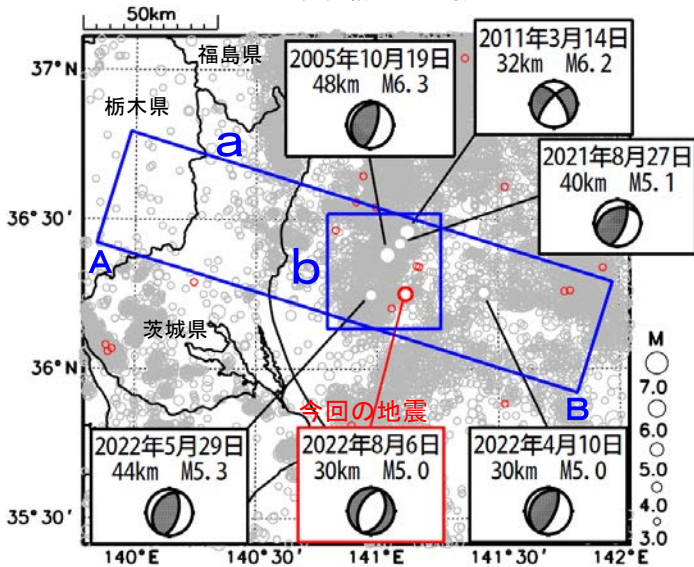 50km
37°N
福島県
2005年10月19日
48km M6.3
2011年3月14日
32km M6.2
栃木県
a
2021年8月27日
40km M5.1
36°30′
A
b
茨城県
36°00′
今回の地震
B
M
7.0
6.0
5.0
4.0
3.0
2022年5月29日
44km M5.3
2022年8月6日
30km M5.0
2022年4月10日
30km M5.0
35°30′
140°E
140°30′
141°E
141°30′
142°E